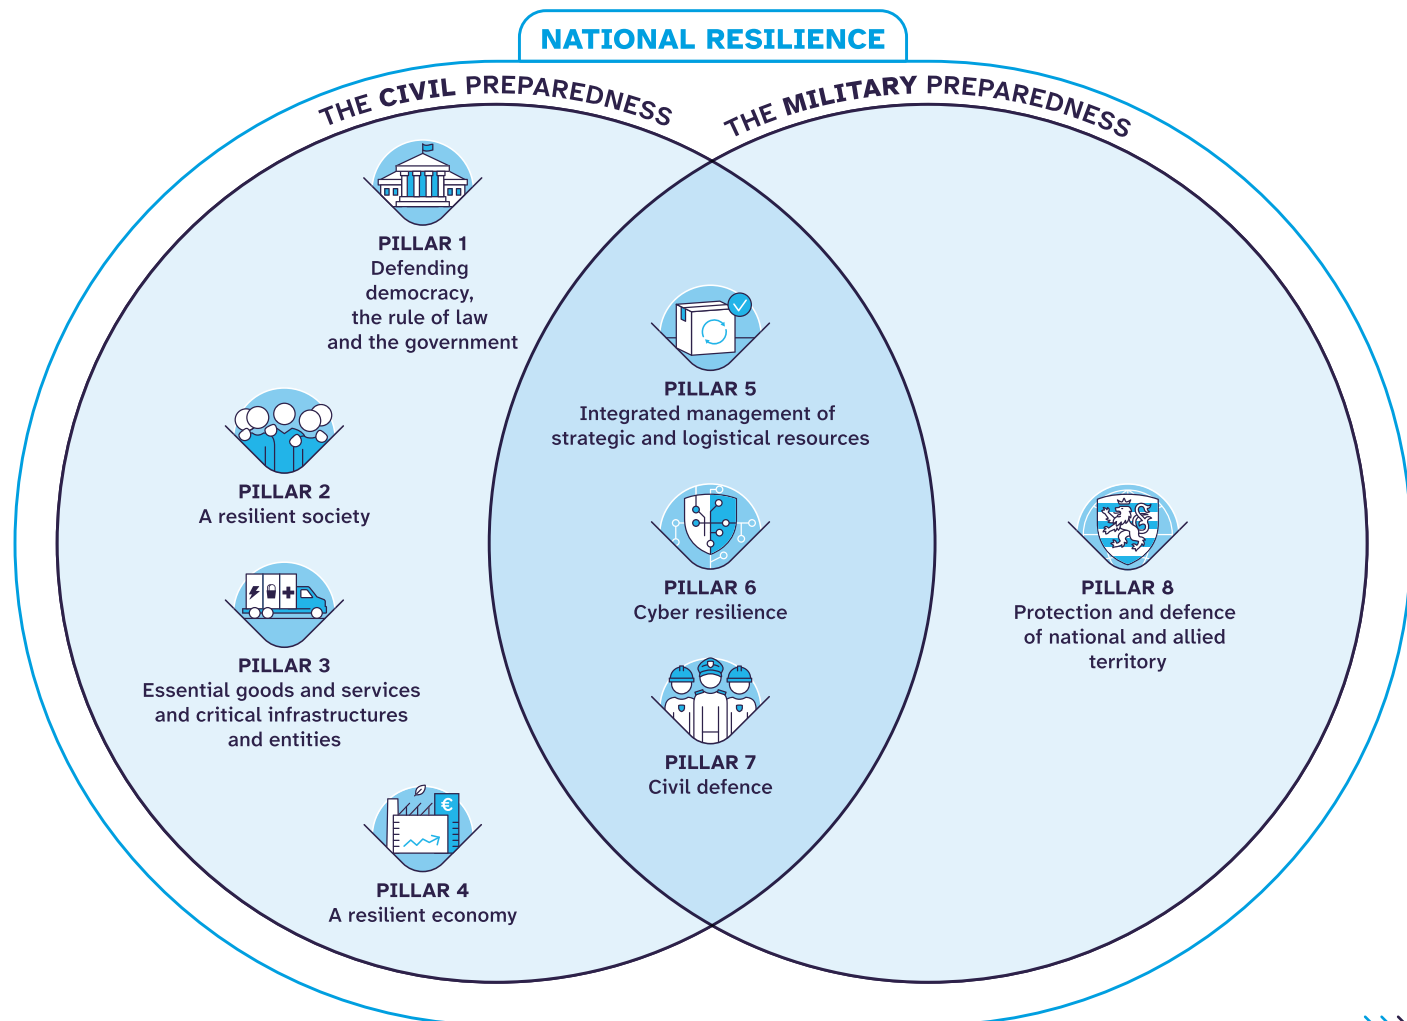 NATIONAL RESILIENCE
THE CIVIL PREPAREDNESS
THE MILITARY PREPAREDNESS
PILLAR 1
Defending
democracy,
the rule of law
and the government
PILLAR 2
A resilient society
PILLAR 3
Essential goods and services
and critical infrastructures
and entities
€
PILLAR 4
A resilient economy
PILLAR 5
Integrated management of
strategic and logistical resources
PILLAR 6
Cyber resilience
PILLAR 7
Civil defence
PILLAR 8
Protection and defence
of national and allied
territory